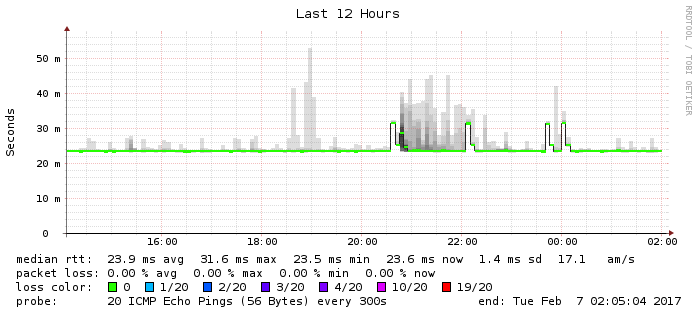 Last 12 Hours
RRDTOOL / TOBI OETIKER
Seconds
50 m
40 m
30 m
20 m
10 m
0
16:00 18:00 20:00 22:00 00:00 02:00
median rtt: 23.9 ms avg 31.6 ms max 23.5 ms min 23.6 ms now 1.4 ms sd 17.1 am/s
packet loss: 0.00 % avg 0.00 % max 0.00 % min 0.00 % now
loss color: 0 1/20 2/20 3/20 4/20 10/20 19/20
probe: 20 ICMP Echo Pings (56 Bytes) every 300s end: Tue Feb 7 02:05:04 2017